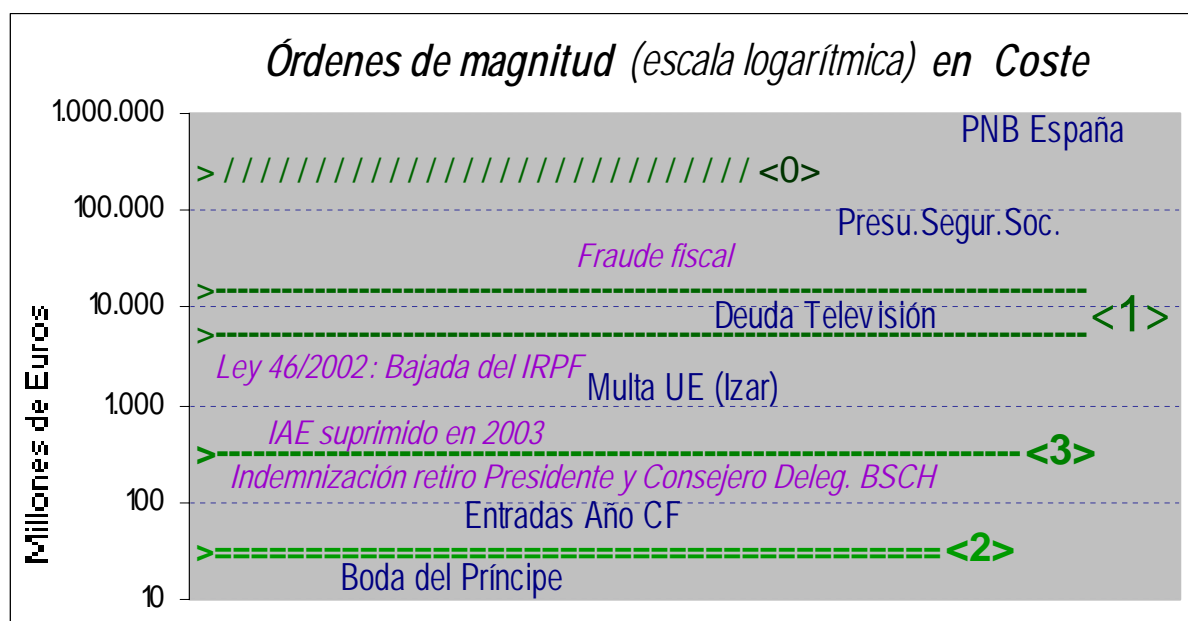 Órdenes de magnitud (escala logarítmica) en Coste
Millones de Euros
1.000.000
PNB España
> / / / / / / / / / / / / / / / / / / / / / / / / / / / / / <0>
100.000
Presu.Segur.Soc.
Fraude fiscal
>
10.000
Deuda Televisión
<1>
>
Ley 46/2002: Bajada del IRPF
Multa UE (Izar)
1.000
IAE suprimido en 2003
> <3>
Indemnización retiro Presidente y Consejero Deleg. BSCH
100
Entradas Año CF
> <2>
Boda del Príncipe
10